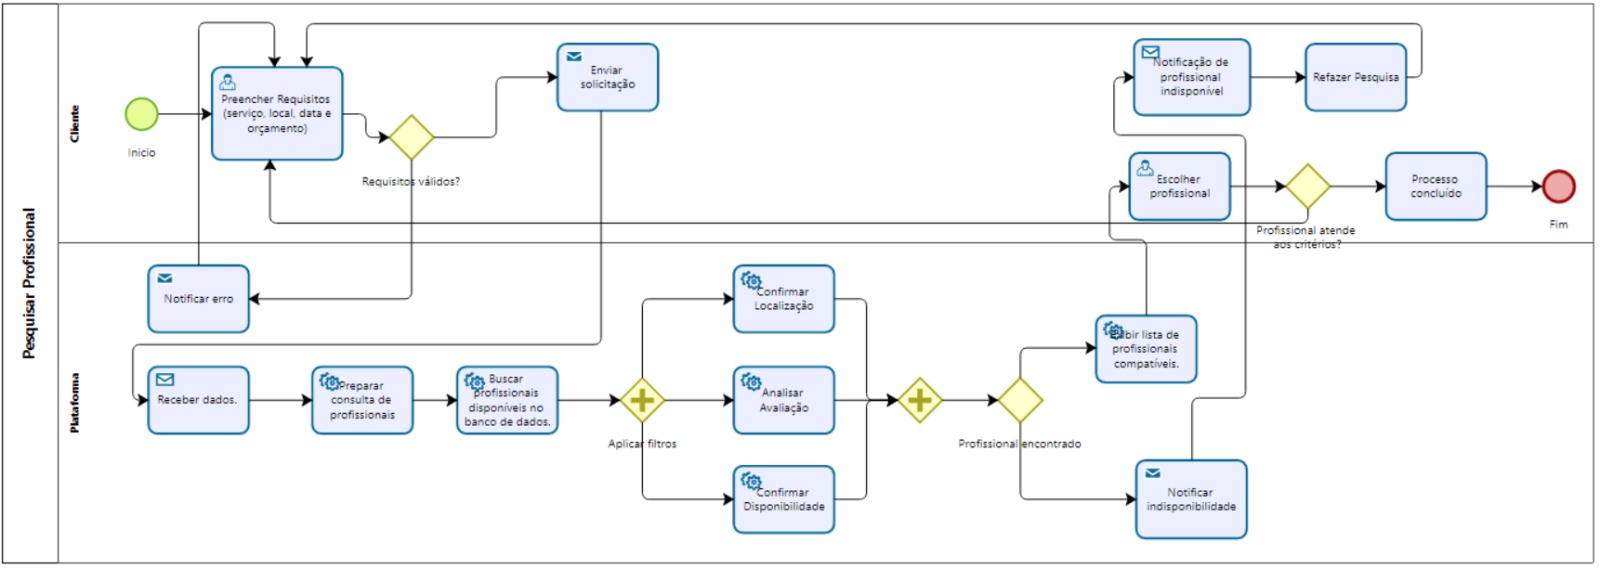 Pesquisar Profissional
Cliente
Inicio
Preencher Requisitos
(serviço, local, data e
orçamento)
Requisitos válidos?
Enviar
solicitação
Notificação de
profissional
indisponível
Refazer Pesquisa
Escolher
profissional
Profissional atende
aos critérios?
Processo
concluído
Fim
Plataforma
Notificar erro
Receber dados.
Preparar
consulta de
profissionais
Buscar
profissionais
disponíveis no
banco de dados.
Aplicar filtros
Confirmar
Localização
Analisar
Avaliação
Confirmar
Disponibilidade
Profissional encontrado
Exibir lista de
profissionais
compatíveis.
Notificar
indisponibilidade